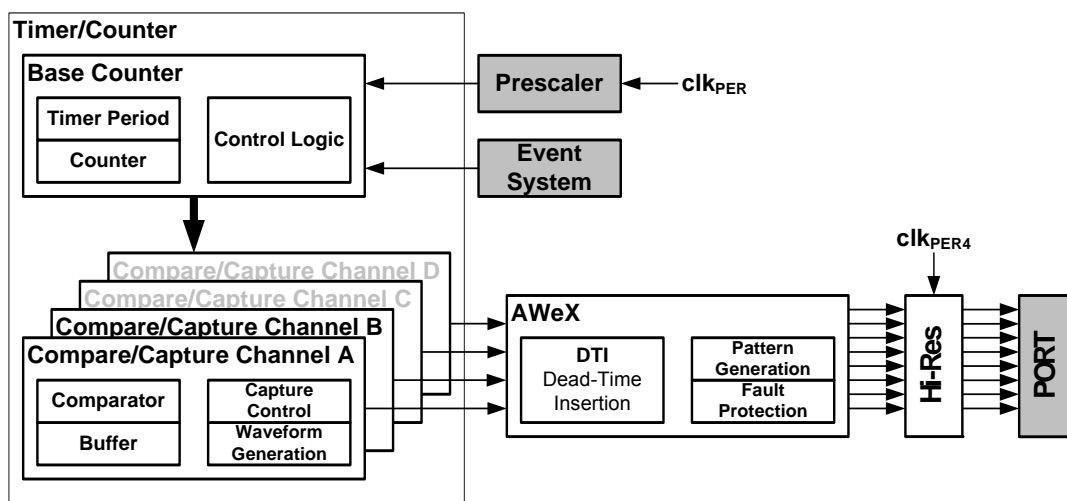 Timer/Counter
Base Counter
Timer Period
Counter
Control Logic
Prescaler
clkPER
Event
System
Compare/Capture Channel D
Compare/Capture Channel C
Compare/Capture Channel B
Compare/Capture Channel A
Comparator
Buffer
Capture
Control
Waveform
Generation
AWeX
DTI
Dead-Time
Insertion
Pattern
Generation
Fault
Protection
clkPER4
Hi-Res
PORT